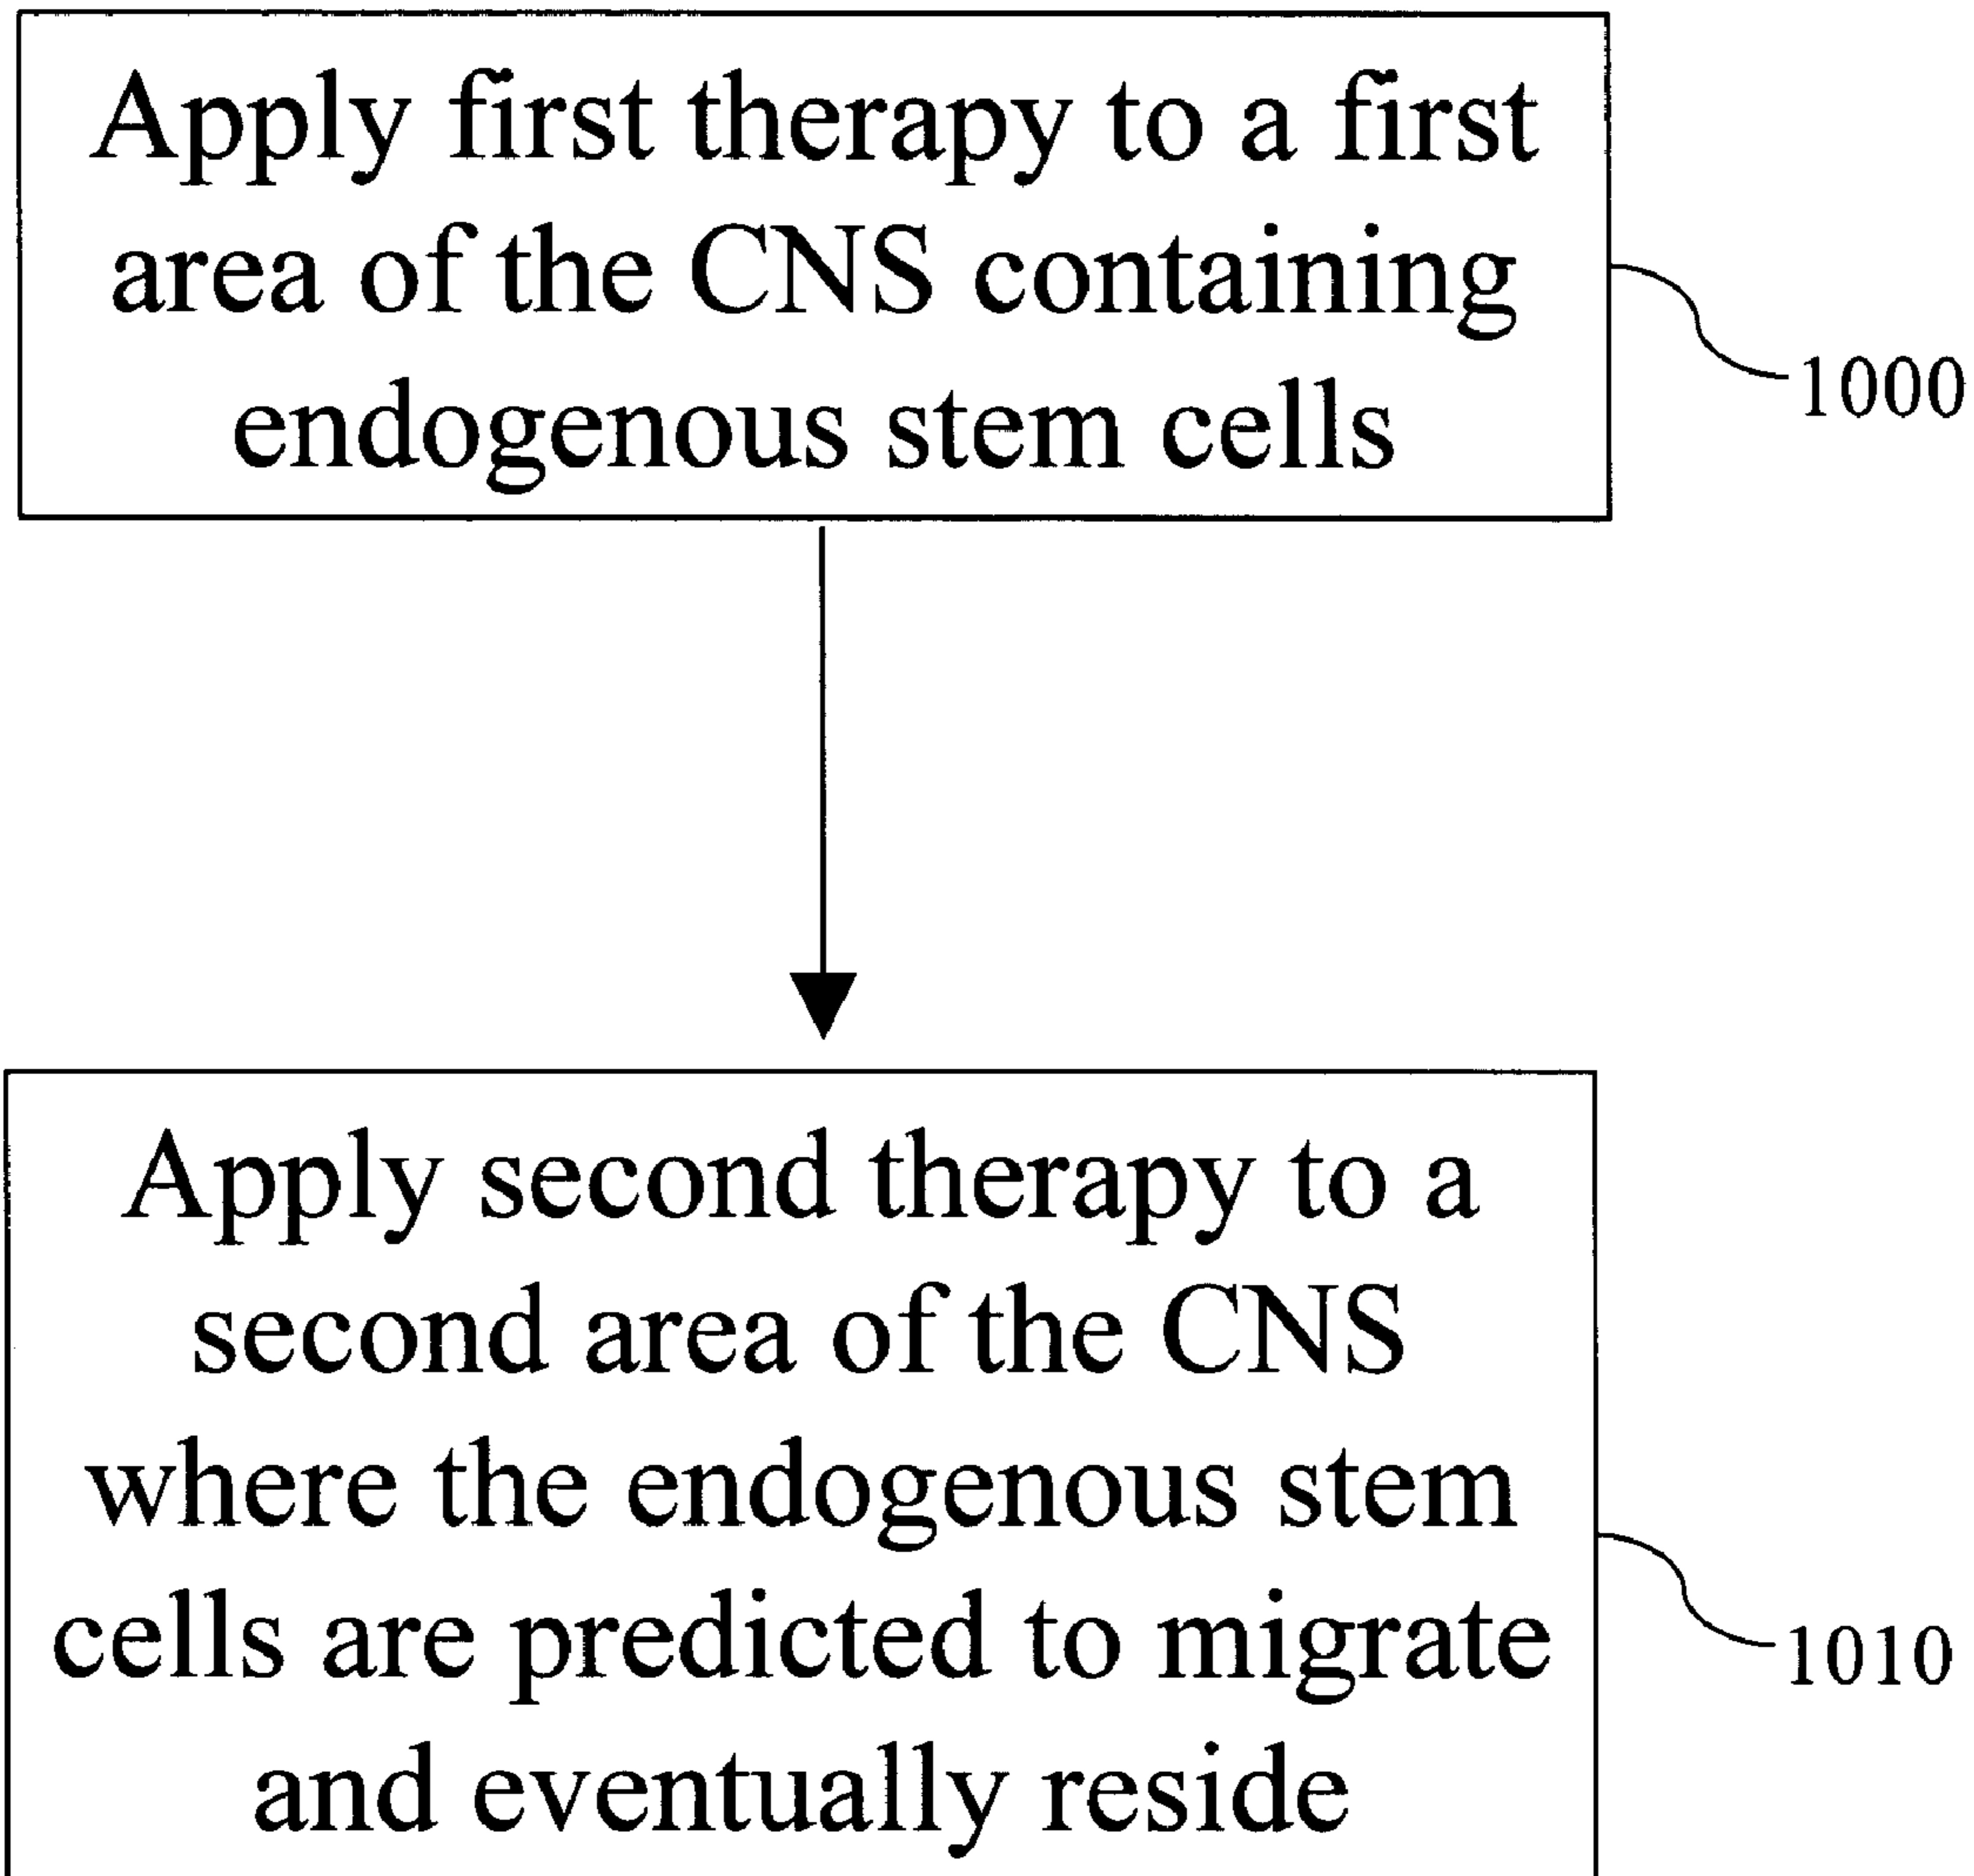 Apply first therapy to a first
area of the CNS containing
endogenous stem cells
1000
Apply second therapy to a
second area of the CNS
where the endogenous stem
cells are predicted to migrate
and eventually reside
1010